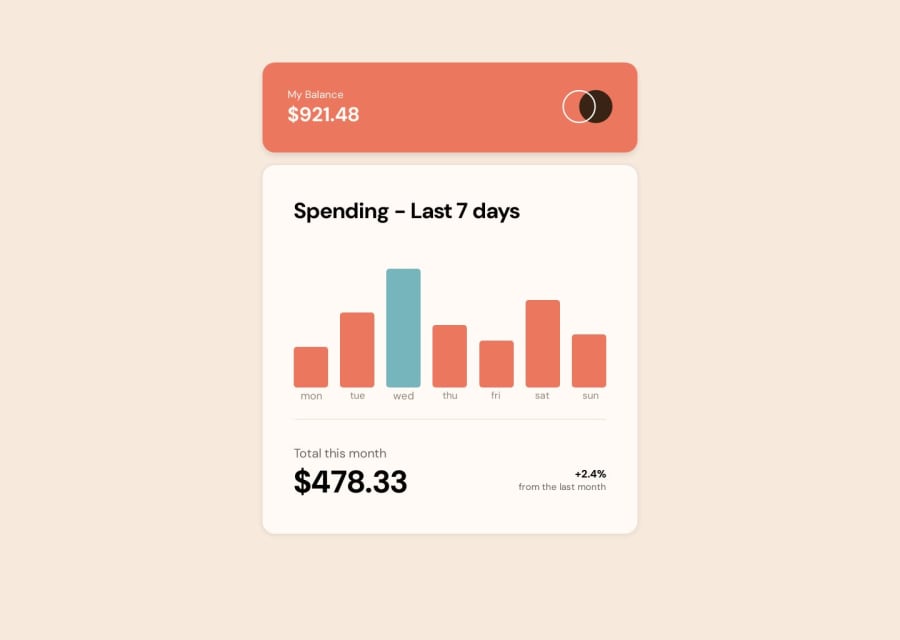 My Balance
$921.48
Spending - Last 7 days
mon tue wed thu fri sat sun
Total this month
$478.33
+2.4%
from the last month